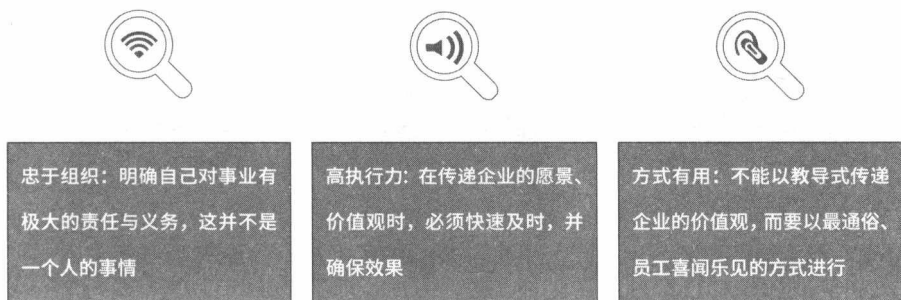 忠于组织：明确自己对事业有
极大的责任与义务，这并不是
一个人的事情
高执行力：在传递企业的愿景、
价值观时，必须快速及时，并
确保效果
方式有用：不能以教导式传递
企业的价值观，而要以最通俗、
员工喜闻乐见的方式进行